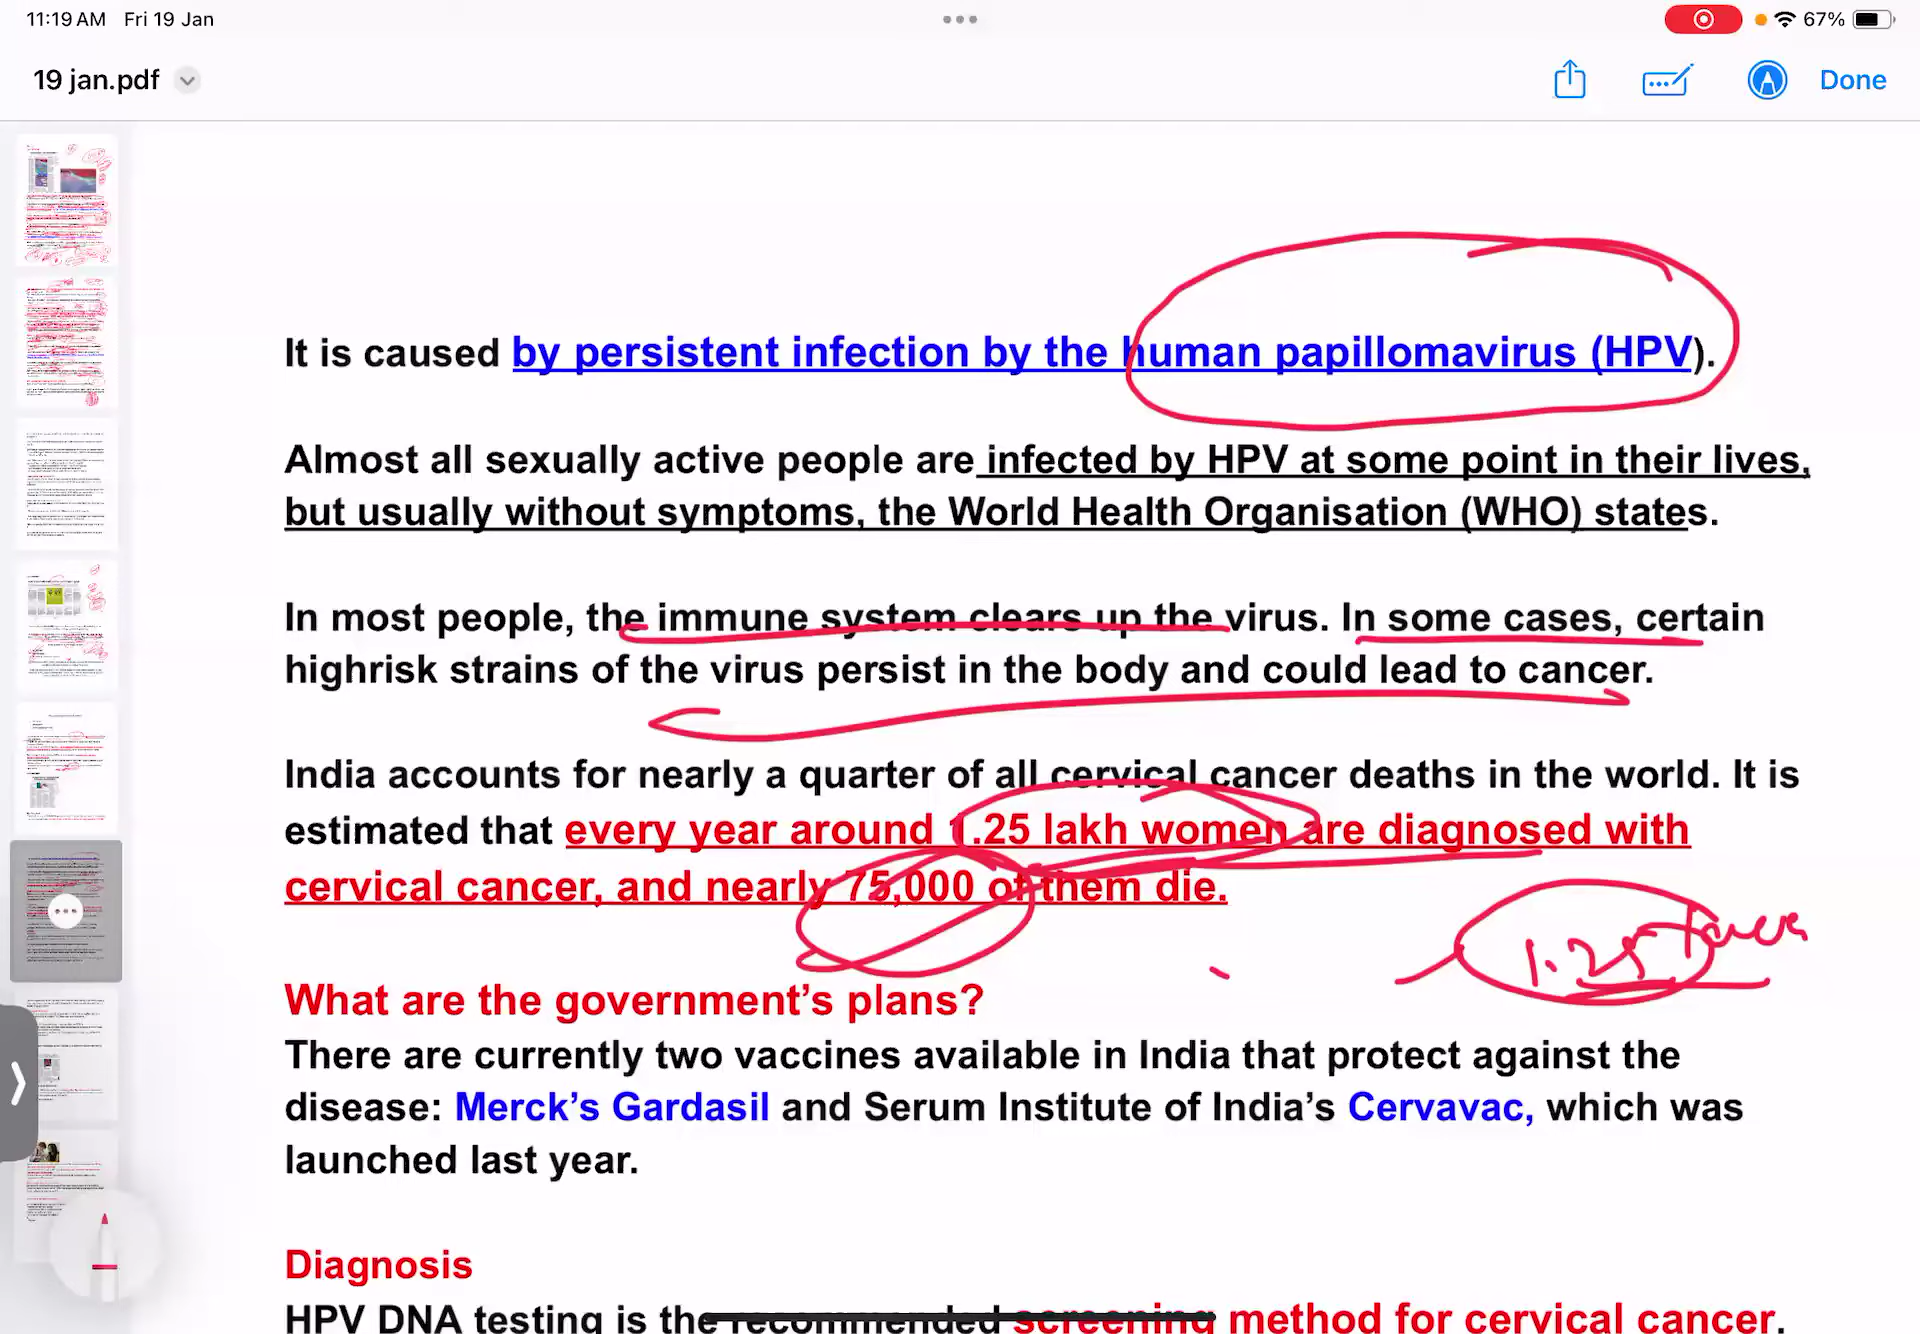 11:19 AM Fri 19 Jan
67%
19 jan.pdf
Done
It is caused by persistent infection by the human papillomavirus (HPV).
Almost all sexually active people are infected by HPV at some point in their lives,
but usually without symptoms, the World Health Organisation (WHO) states.
In most people, the immune system clears up the virus. In some cases, certain
highrisk strains of the virus persist in the body and could lead to cancer.
India accounts for nearly a quarter of all cervical cancer deaths in the world. It is
estimated that every year around 1.25 lakh women are diagnosed with
cervical cancer, and nearly 75,000 of them die.
1.25
What are the government’s plans?
There are currently two vaccines available in India that protect against the
disease: Merck’s Gardasil and Serum Institute of India’s Cervavac, which was
launched last year.
Diagnosis
HPV DNA testing is the recommended screening method for cervical cancer.